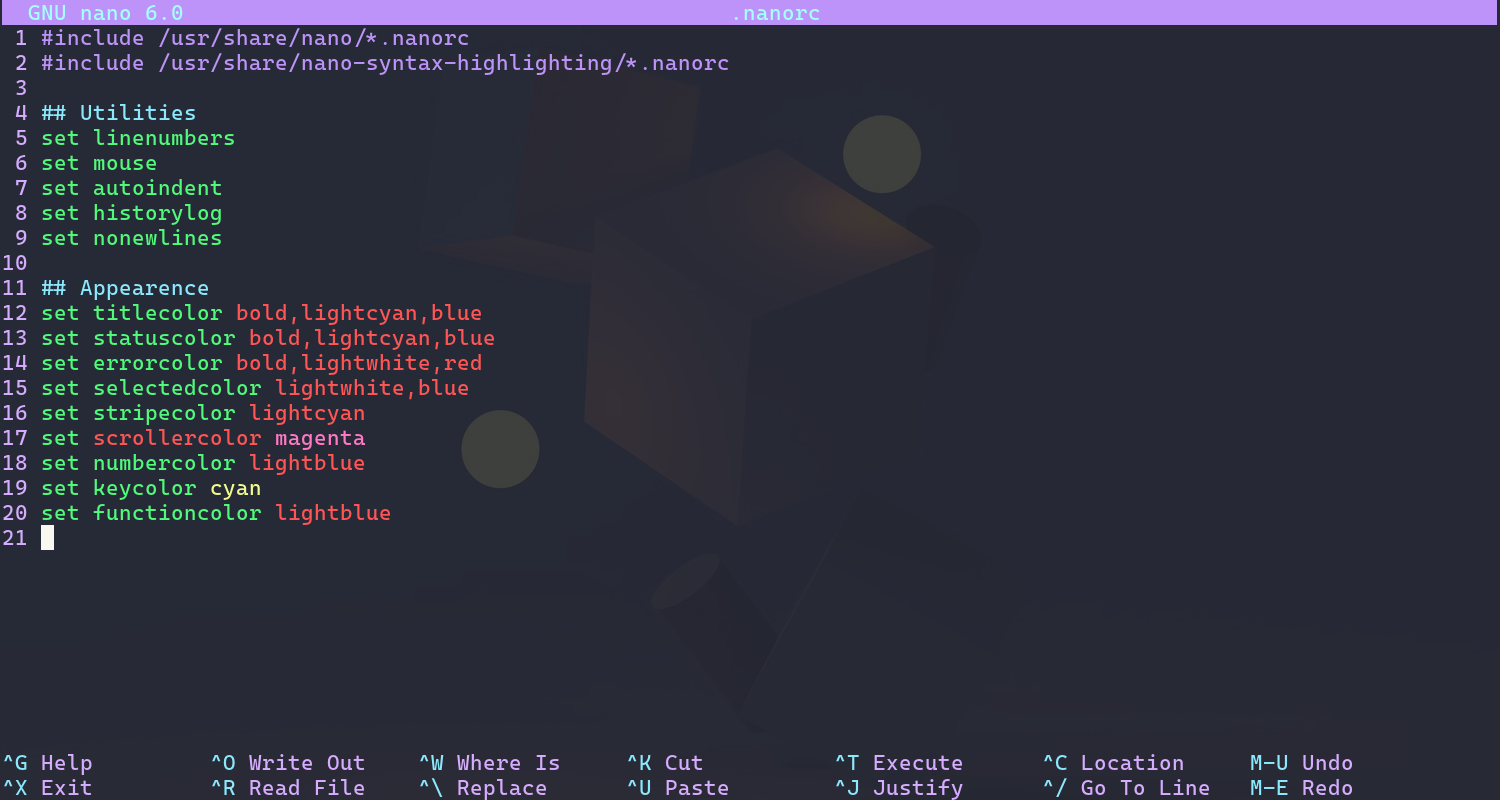 GNU nano 6.0 .nanorc
1 #include /usr/share/nano/*.nanorc
2 #include /usr/share/nano-syntax-highlighting/*.nanorc
3
4 ## Utilities
5 set linenumbers
6 set mouse
7 set autoindent
8 set historylog
9 set nonewlines
10
11 ## Appearence
12 set titlecolor bold,lightcyan,blue
13 set statuscolor bold,lightcyan,blue
14 set errorcolor bold,lightwhite,red
15 set selectedcolor lightwhite,blue
16 set stripecolor lightcyan
17 set scrollercolor magenta
18 set numbercolor lightblue
19 set keycolor cyan
20 set functioncolor lightblue
21
^G Help ^O Write Out ^W Where Is ^K Cut ^T Execute ^C Location M-U Undo
^X Exit ^R Read File ^\ Replace ^U Paste ^J Justify ^/ Go To Line M-E Redo